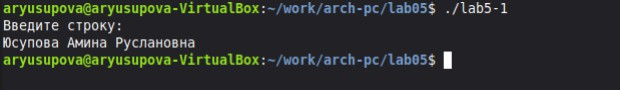 aryusupova@aryusupova-VirtualBox:~/work/arch-pc/lab05$ ./lab5-1
Введите строку:
Юсупова Амина Руслановна
aryusupova@aryusupova-VirtualBox:~/work/arch-pc/lab05$